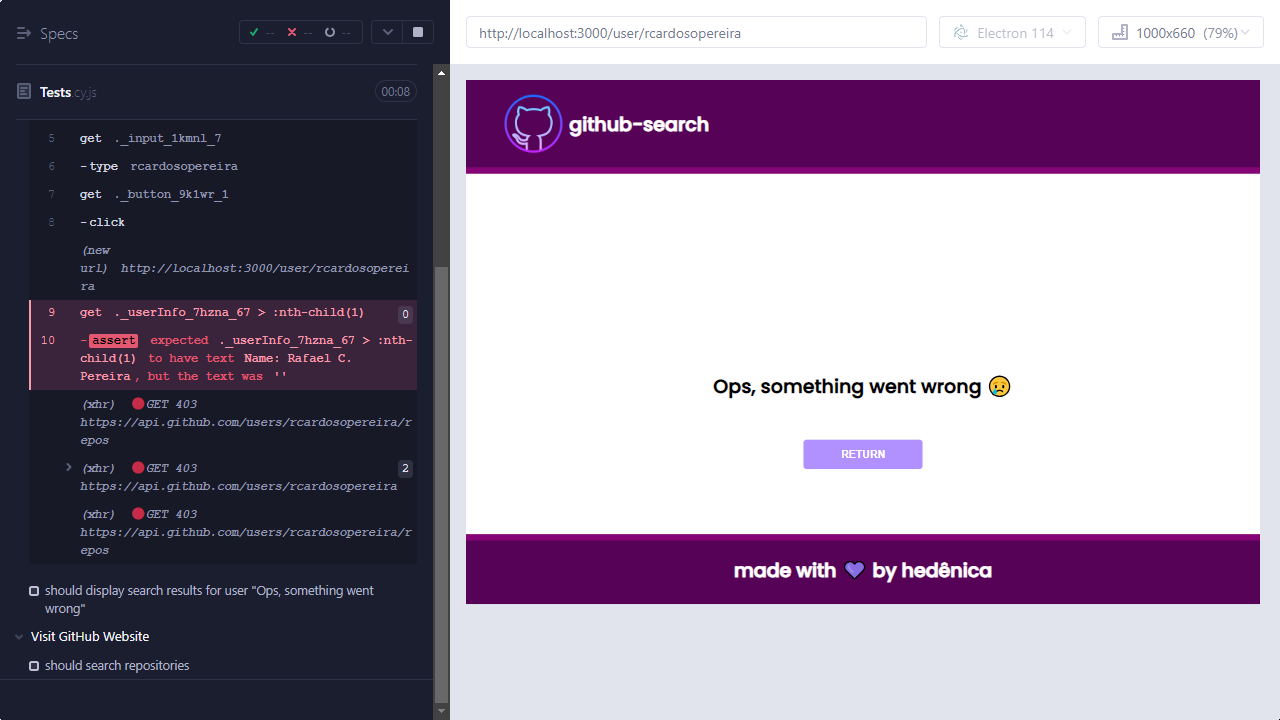 Specs
-- -- --
Tests cy.js 00:08
5 get ._input_1kmnl_7
6 -type rcardosopereira
7 get ._button_9k1wr_1
8 -click
(new
url) http://localhost:3000/user/rcardosoperei
ra
9 get ._userInfo_7hzna_67 > :nth-child(1) 0
10 -assert expected ._userInfo_7hzna_67 > :nth-
child(1) to have text Name: Rafael C.
Pereira, but the text was ''
(xhr) GET 403
https://api.github.com/users/rcardosopereira/r
epos
(xhr) GET 403 2
https://api.github.com/users/rcardosopereira
(xhr) GET 403
https://api.github.com/users/rcardosopereira/r
epos
should display search results for user "Ops, something went
wrong"
Visit GitHub Website
should search repositories
http://localhost:3000/user/rcardosopereira
Electron 114
1000x660 (79%)
github-search
Ops, something went wrong 😥
RETURN
made with 💜 by hedênica